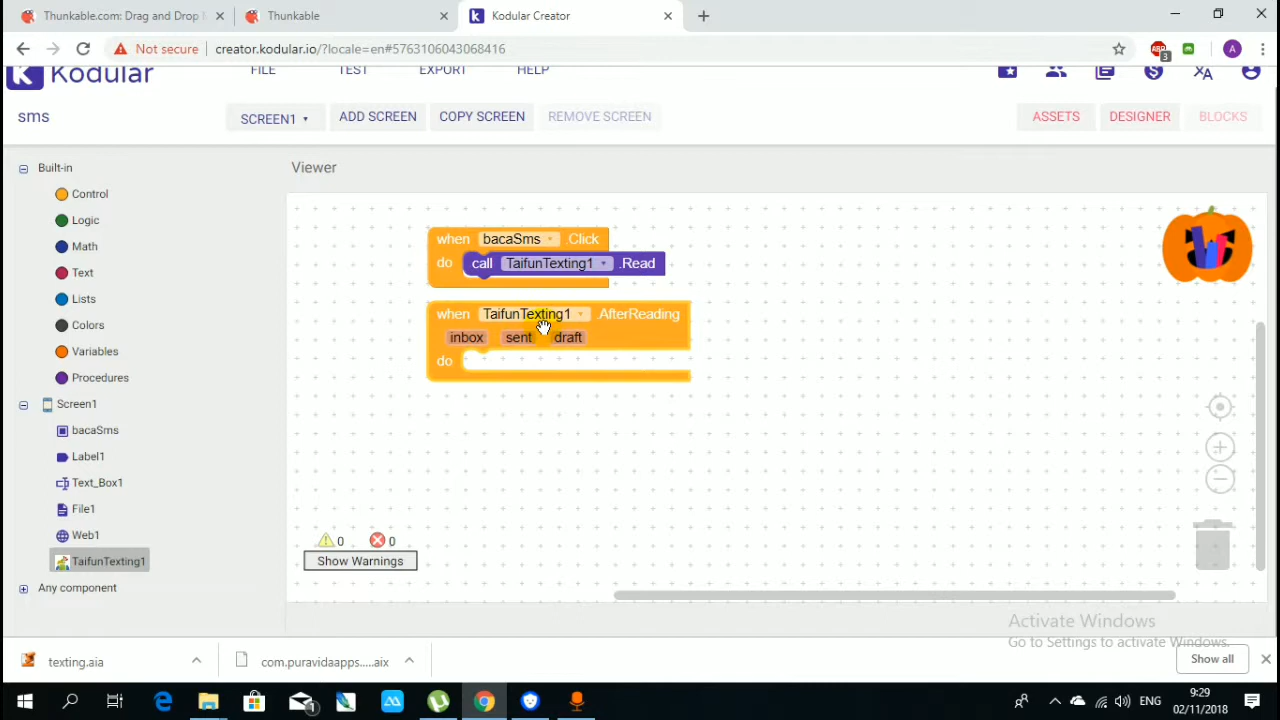 Thunkable.com: Drag and Drop M
Thunkable
Kodular Creator
Not secure
creator.kodular.io/?locale=en#5763106043068416
ABP
3
A
Kodular
FILE
TEST
EXPORT
HELP
sms
SCREEN1
ADD SCREEN
COPY SCREEN
REMOVE SCREEN
ASSETS
DESIGNER
BLOCKS
Built-in
Control
Logic
Math
Text
Lists
Colors
Variables
Procedures
Screen1
bacaSms
Label1
Text_Box1
File1
Web1
TaifunTexting1
Any component
Viewer
when bacaSms .Click
do call TaifunTexting1 .Read
when TaifunTexting1 .AfterReading
inbox sent draft
do
0 0
Show Warnings
Activate Windows
Go to Settings to activate Windows.
texting.aia
com.puravidaapps.....aix
Show all
1
ENG
9:29
02/11/2018